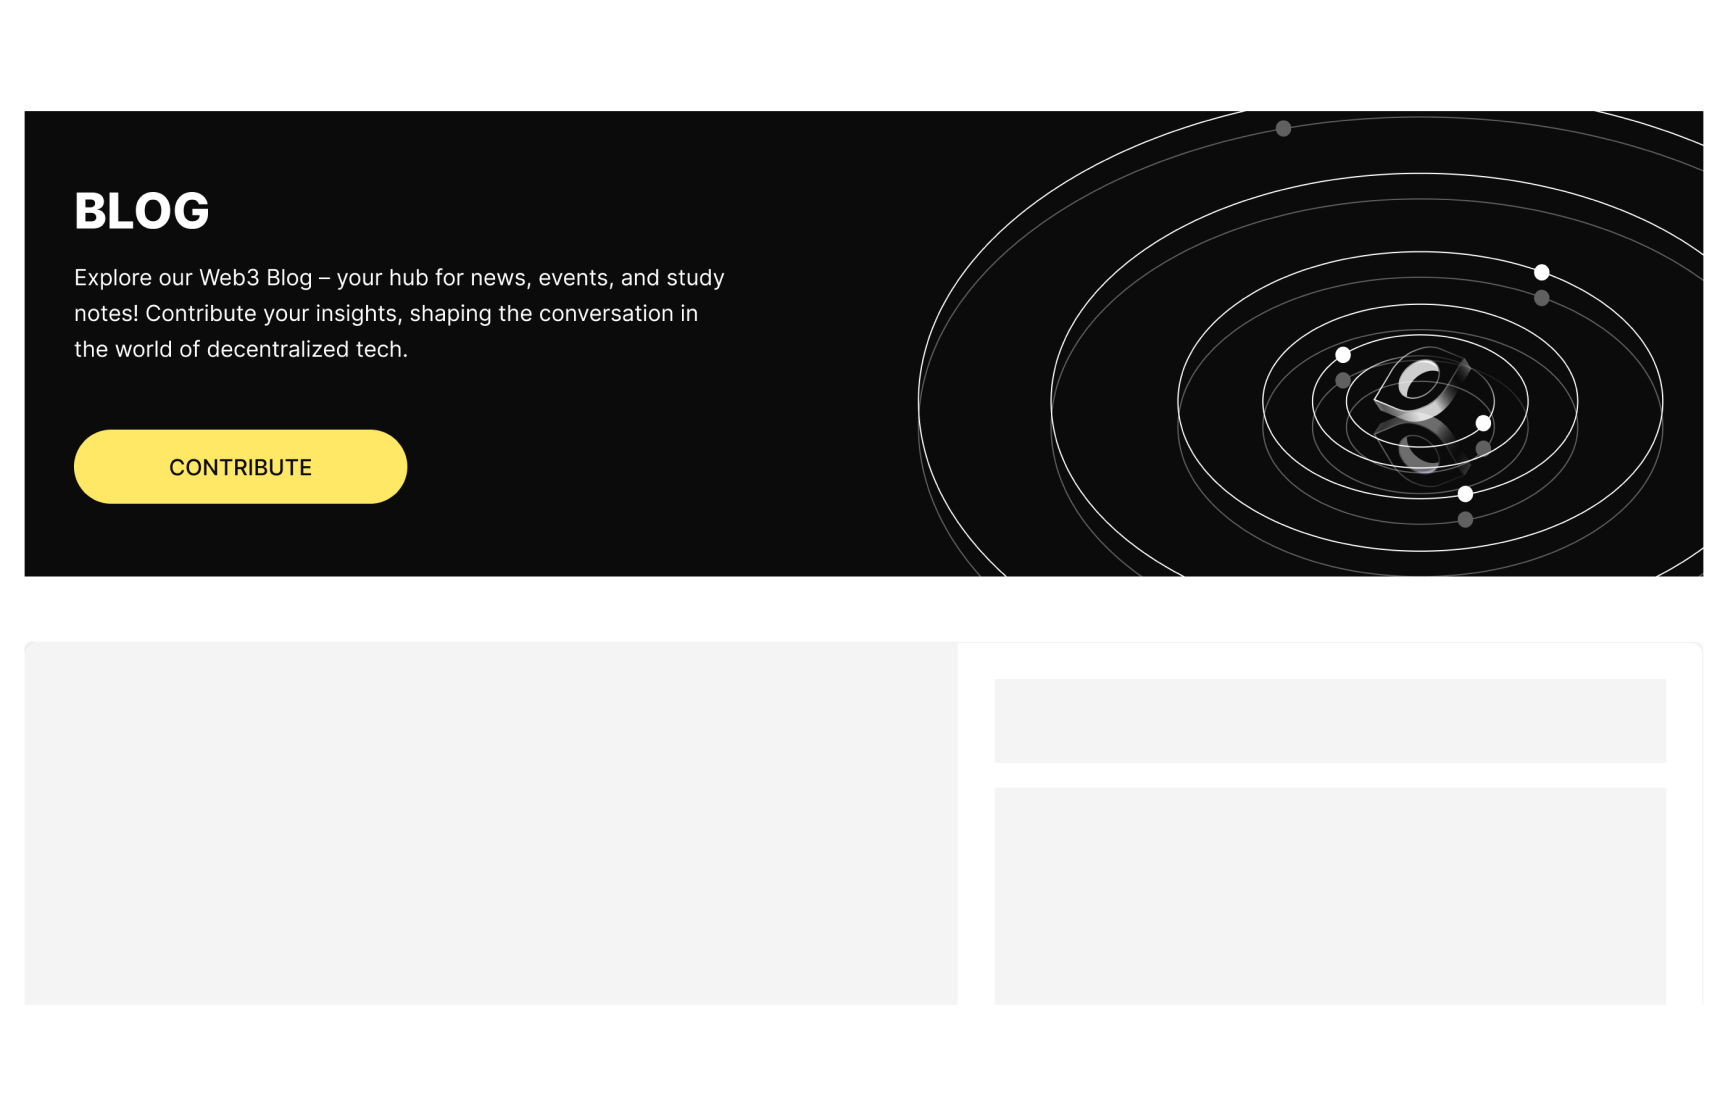 BLOG
Explore our Web3 Blog – your hub for news, events, and study
notes! Contribute your insights, shaping the conversation in
the world of decentralized tech.
CONTRIBUTE